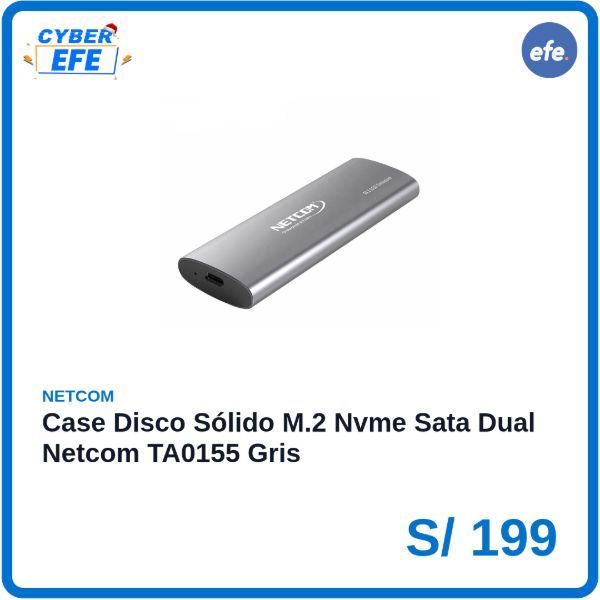 CYBER
EFE
efe.
NETCOM
NETCOM
Case Disco Sólido M.2 Nvme Sata Dual
Netcom TA0155 Gris
S/ 199